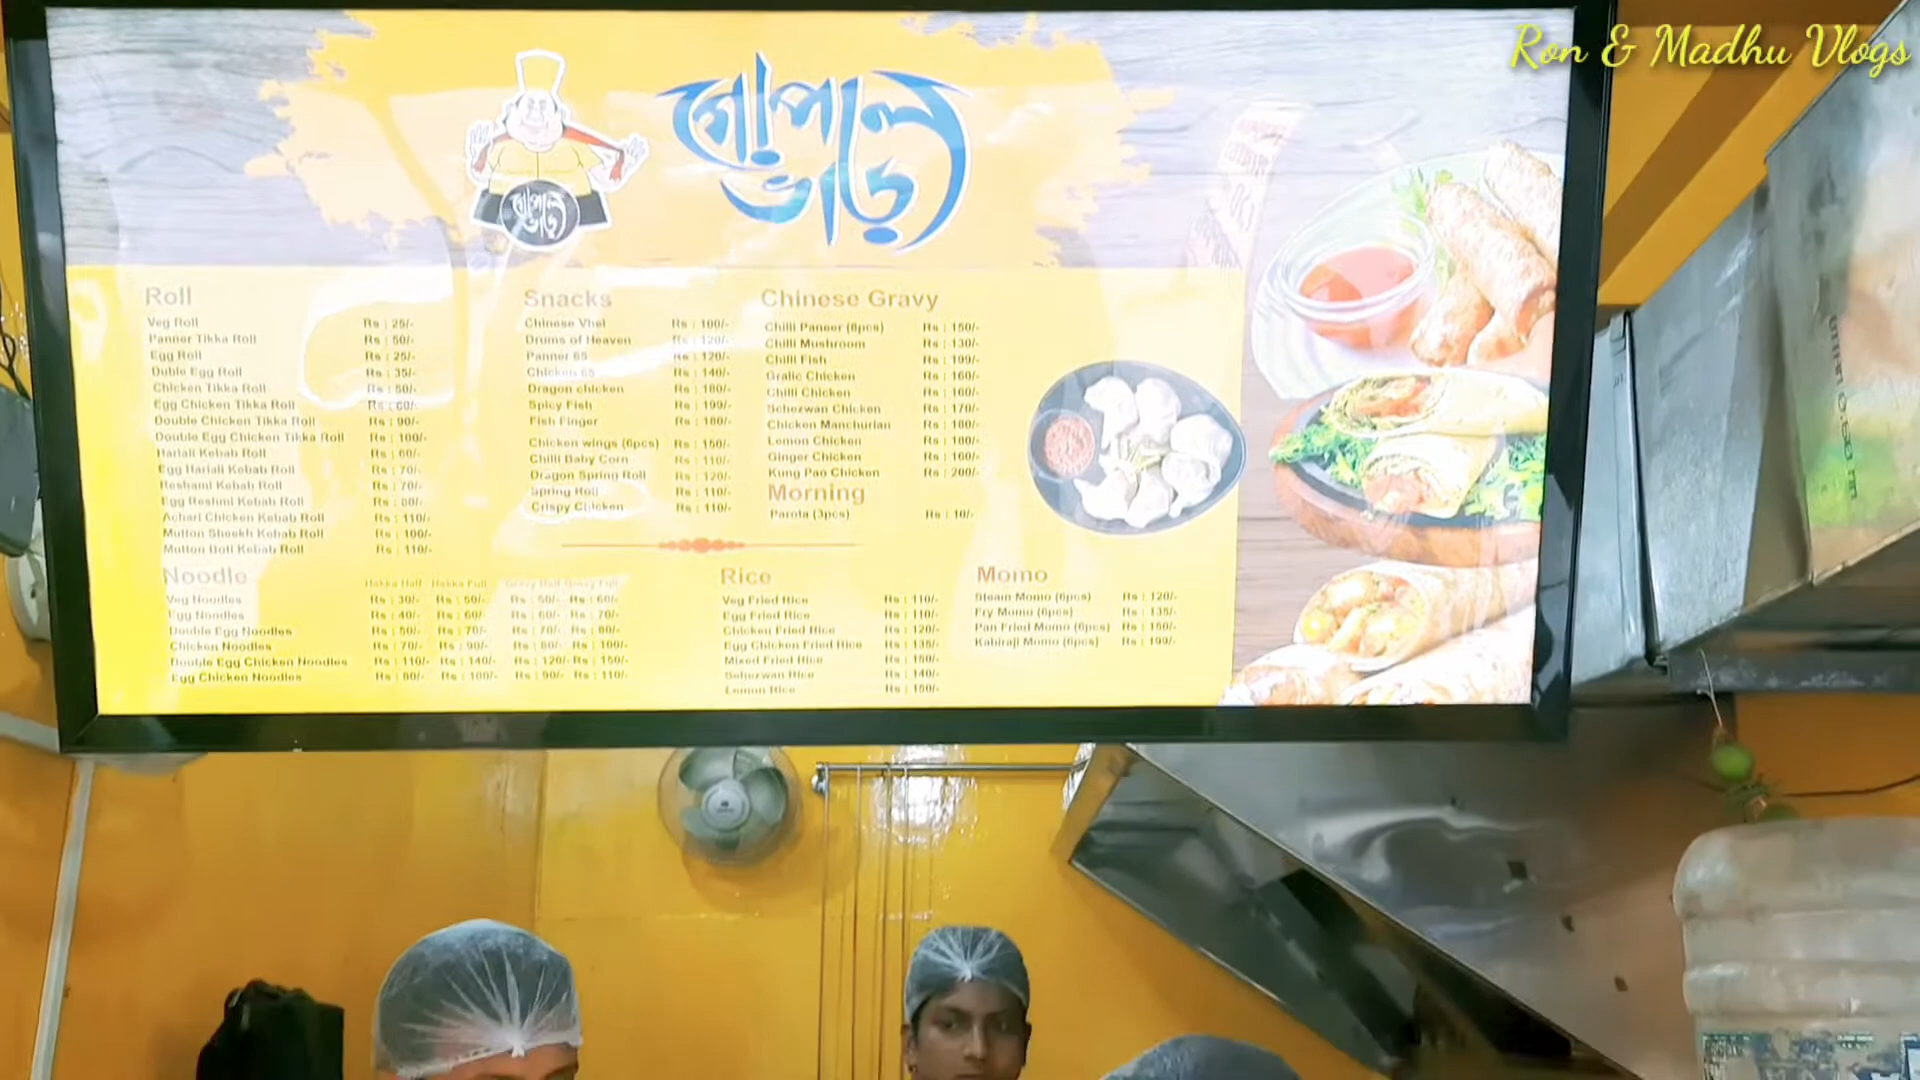 Ron & Madhu Vlogs
গোপাল
ভাঁড়
গোপাল
ভাঁড়
Roll
Veg Roll Rs : 25/-
Panner Tikka Roll Rs : 50/-
Egg Roll Rs : 25/-
Duble Egg Roll Rs : 35/-
Chicken Tikka Roll Rs : 50/-
Egg Chicken Tikka Roll Rs : 60/-
Double Chicken Tikka Roll Rs : 90/-
Double Egg Chicken Tikka Roll Rs : 100/-
Hariali Kebab Roll Rs : 60/-
Egg Hariali Kebab Roll Rs : 70/-
Reshami Kebab Roll Rs : 70/-
Egg Reshmi Kebab Roll Rs : 80/-
Achari Chicken Kebab Roll Rs : 110/-
Mutton Sheekh Kebab Roll Rs : 100/-
Mutton Boti Kebab Roll Rs : 110/-
Snacks
Chinese Vhel Rs : 100/-
Drums of Heaven Rs : 120/-
Panner 65 Rs : 120/-
Chicken 65 Rs : 140/-
Dragon chicken Rs : 180/-
Spicy Fish Rs : 199/-
Fish Finger Rs : 180/-
Chicken wings (6pcs) Rs : 150/-
Chilli Baby Corn Rs : 110/-
Dragon Spring Roll Rs : 120/-
Spring Roll Rs : 110/-
Crispy Chicken Rs : 110/-
Chinese Gravy
Chilli Paneer (8pcs) Rs : 150/-
Chilli Mushroom Rs : 130/-
Chilli Fish Rs : 199/-
Gralic Chicken Rs : 160/-
Chilli Chicken Rs : 160/-
Schezwan Chicken Rs : 170/-
Chicken Manchurian Rs : 180/-
Lemon Chicken Rs : 180/-
Ginger Chicken Rs : 160/-
Kung Pao Chicken Rs : 200/-
Morning
Parota (3pcs) Rs : 10/-
Noodle Hakka Half Hakka Full Gravy Half Gravy Full
Veg Noodles Rs : 30/- Rs : 50/- Rs : 50/- Rs : 60/-
Egg Noodles Rs : 40/- Rs : 60/- Rs : 60/- Rs : 70/-
Double Egg Noodles Rs : 50/- Rs : 70/- Rs : 70/- Rs : 80/-
Chicken Noodles Rs : 70/- Rs : 90/- Rs : 80/- Rs : 100/-
Double Egg Chicken Noodles Rs : 110/- Rs : 140/- Rs : 120/- Rs : 150/-
Egg Chicken Noodles Rs : 80/- Rs : 100/- Rs : 90/- Rs : 110/-
Rice
Veg Fried Rice Rs : 110/-
Egg Fried Rice Rs : 110/-
Chicken Fried Rice Rs : 120/-
Egg Chicken Fried Rice Rs : 135/-
Mixed Fried Rice Rs : 150/-
Schezwan Rice Rs : 140/-
Lemon Rice Rs : 150/-
Momo
Steam Momo (6pcs) Rs : 120/-
Fry Momo (6pcs) Rs : 135/-
Pan Fried Momo (6pcs) Rs : 150/-
Kabiraji Momo (6pcs) Rs : 199/-